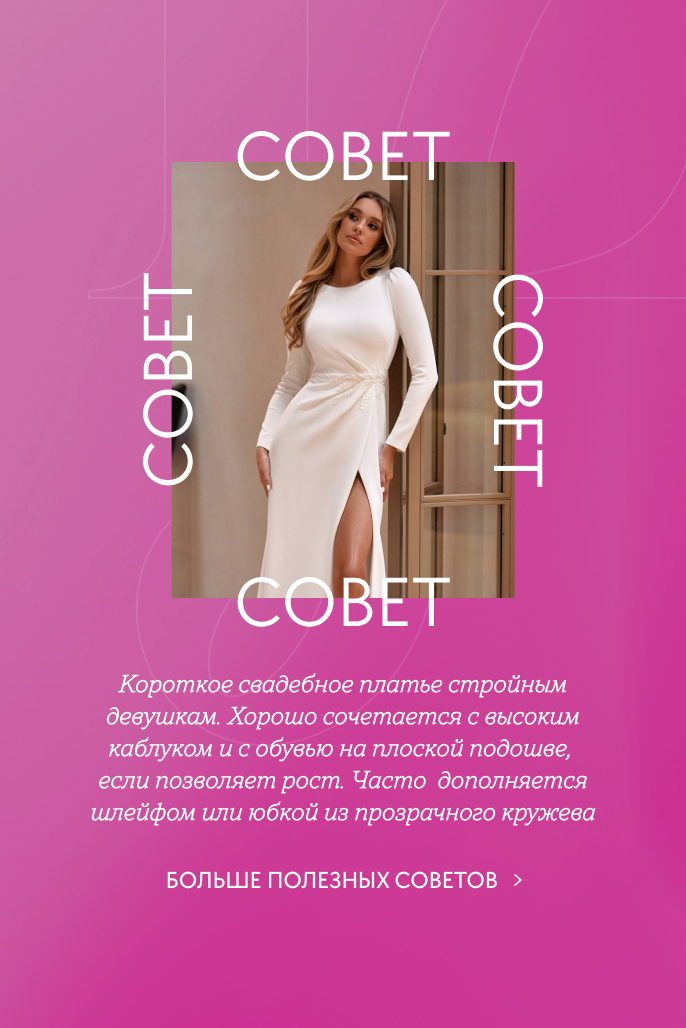 СОВЕТ
СОВЕТ
СОВЕТ
СОВЕТ
Короткое свадебное платье стройным
девушкам. Хорошо сочетается с высоким
каблуком и с обувью на плоской подошве,
если позволяет рост. Часто дополняется
шлейфом или юбкой из прозрачного кружева
БОЛЬШЕ ПОЛЕЗНЫХ СОВЕТОВ >